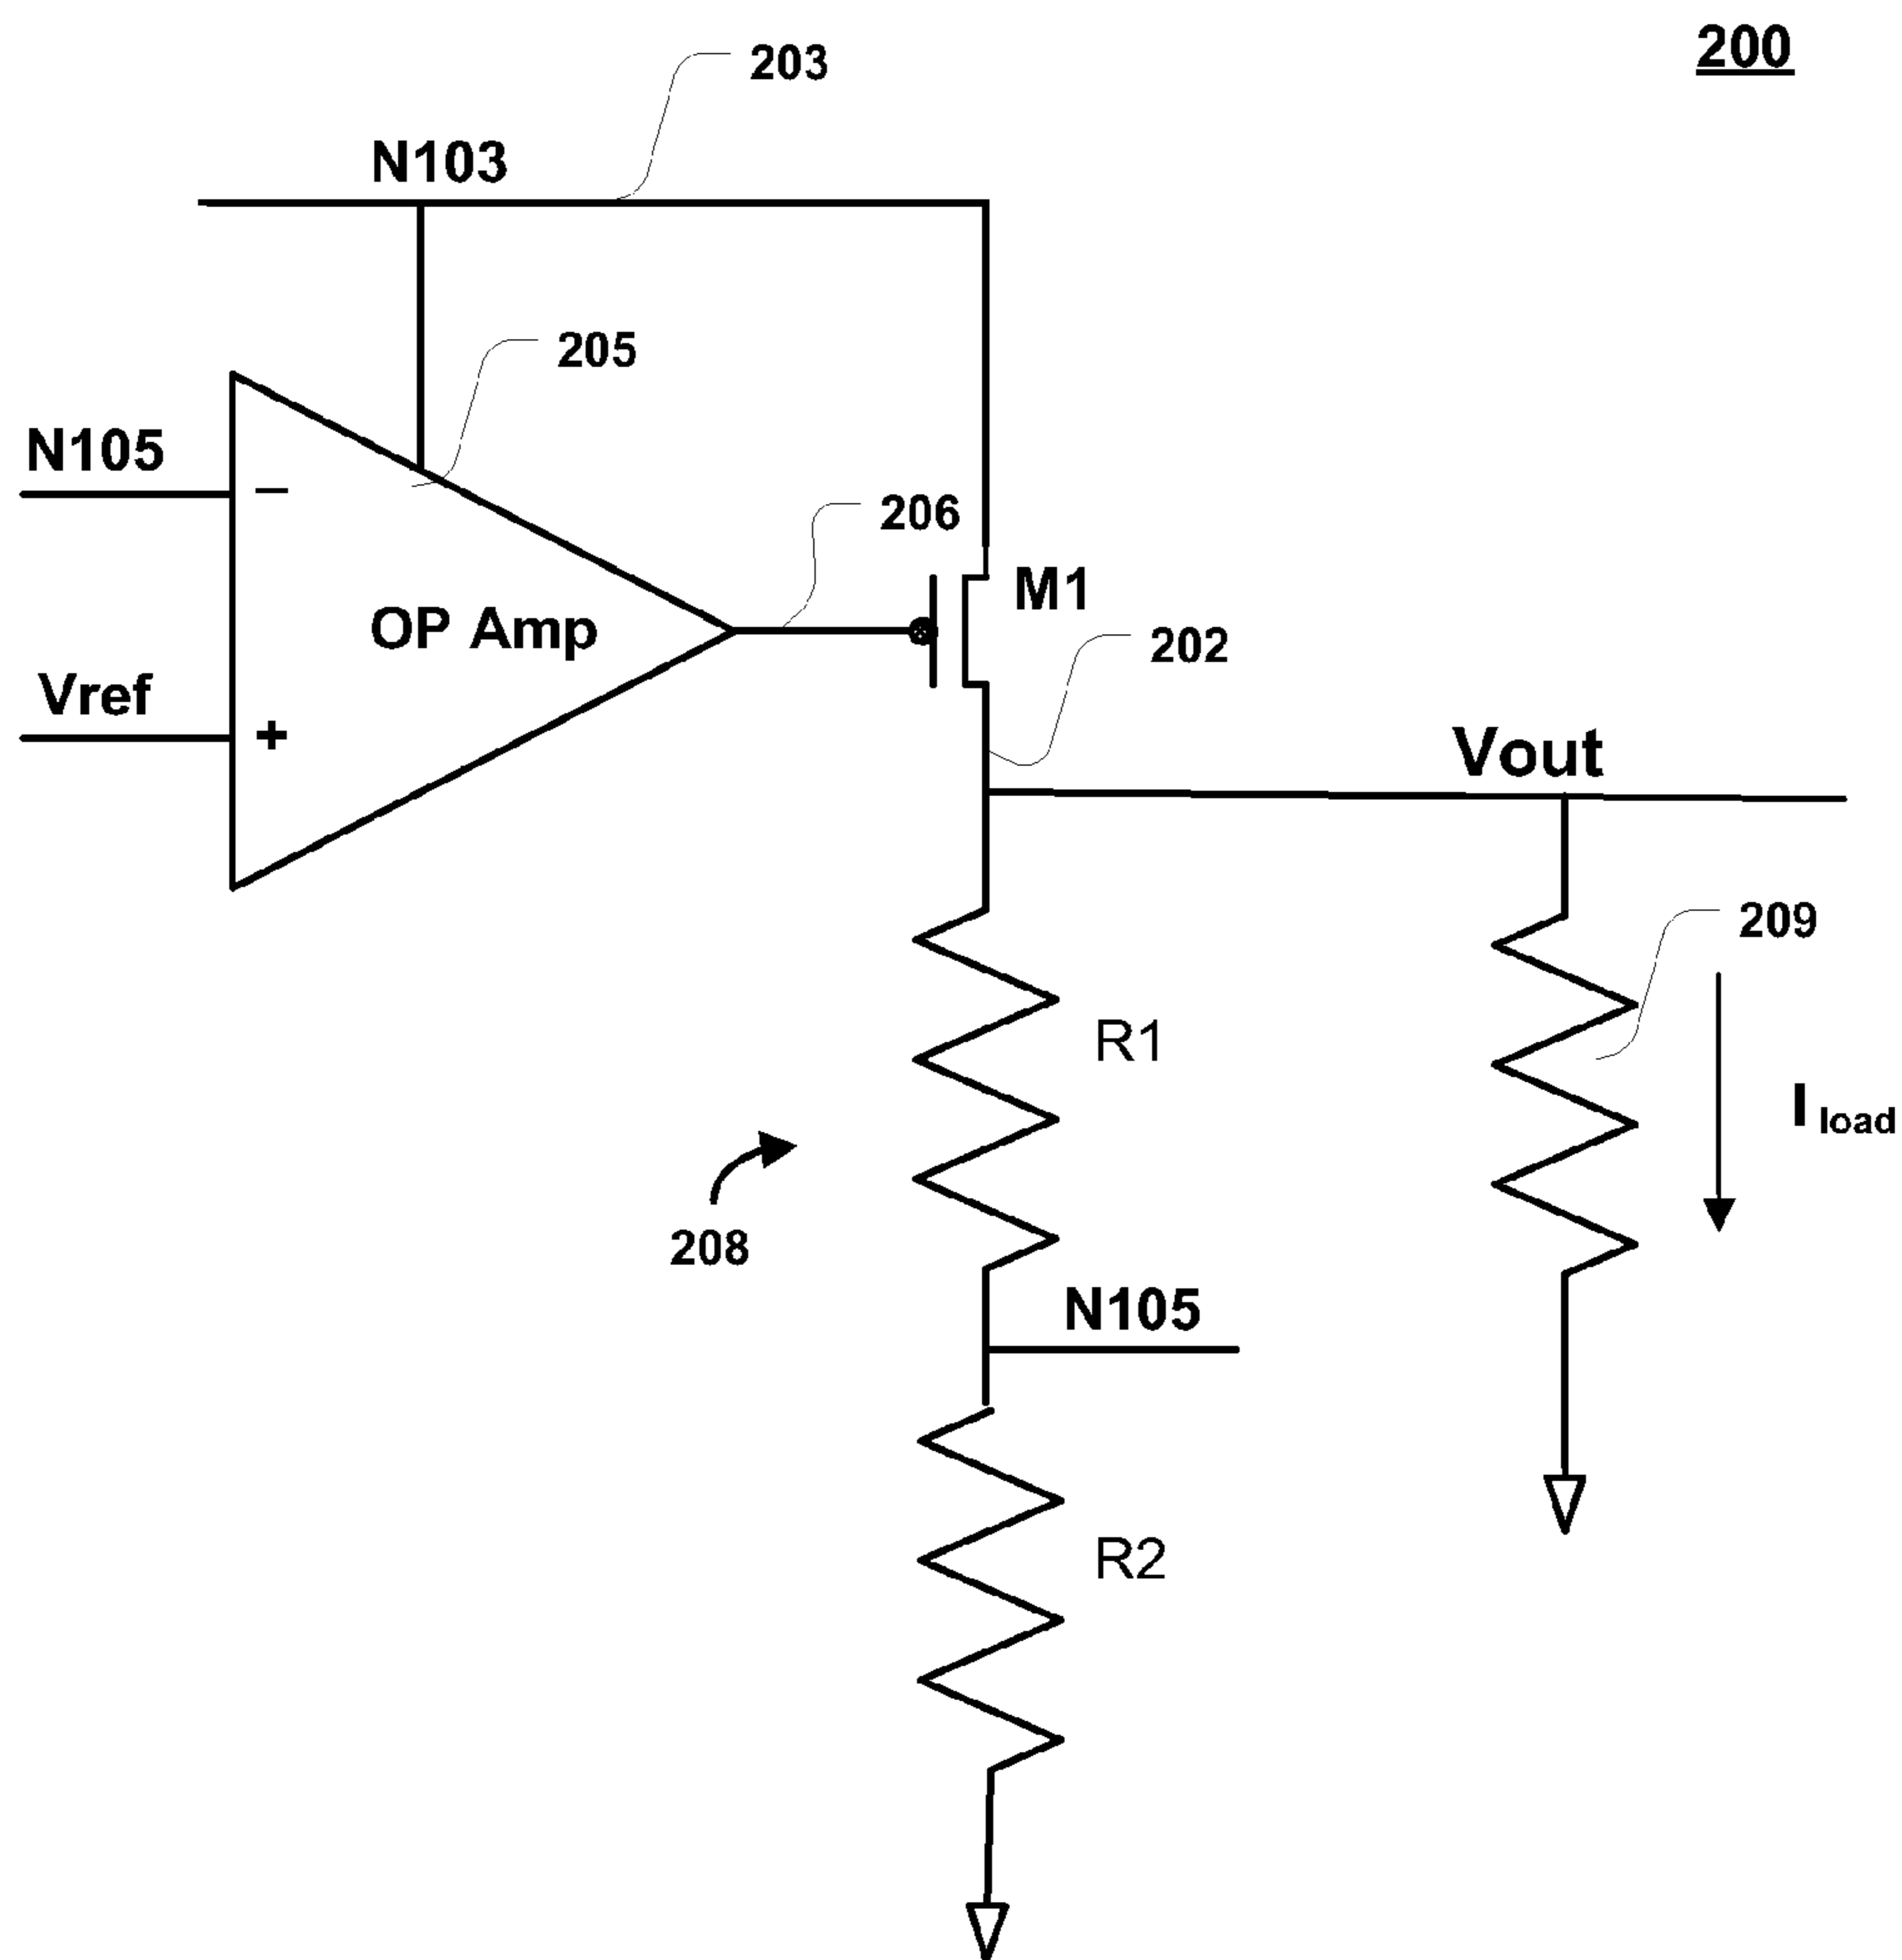 200
203
N103
205
N105
−
206
M1
OP Amp
202
Vref
+
Vout
209
R1
I load
208
N105
R2